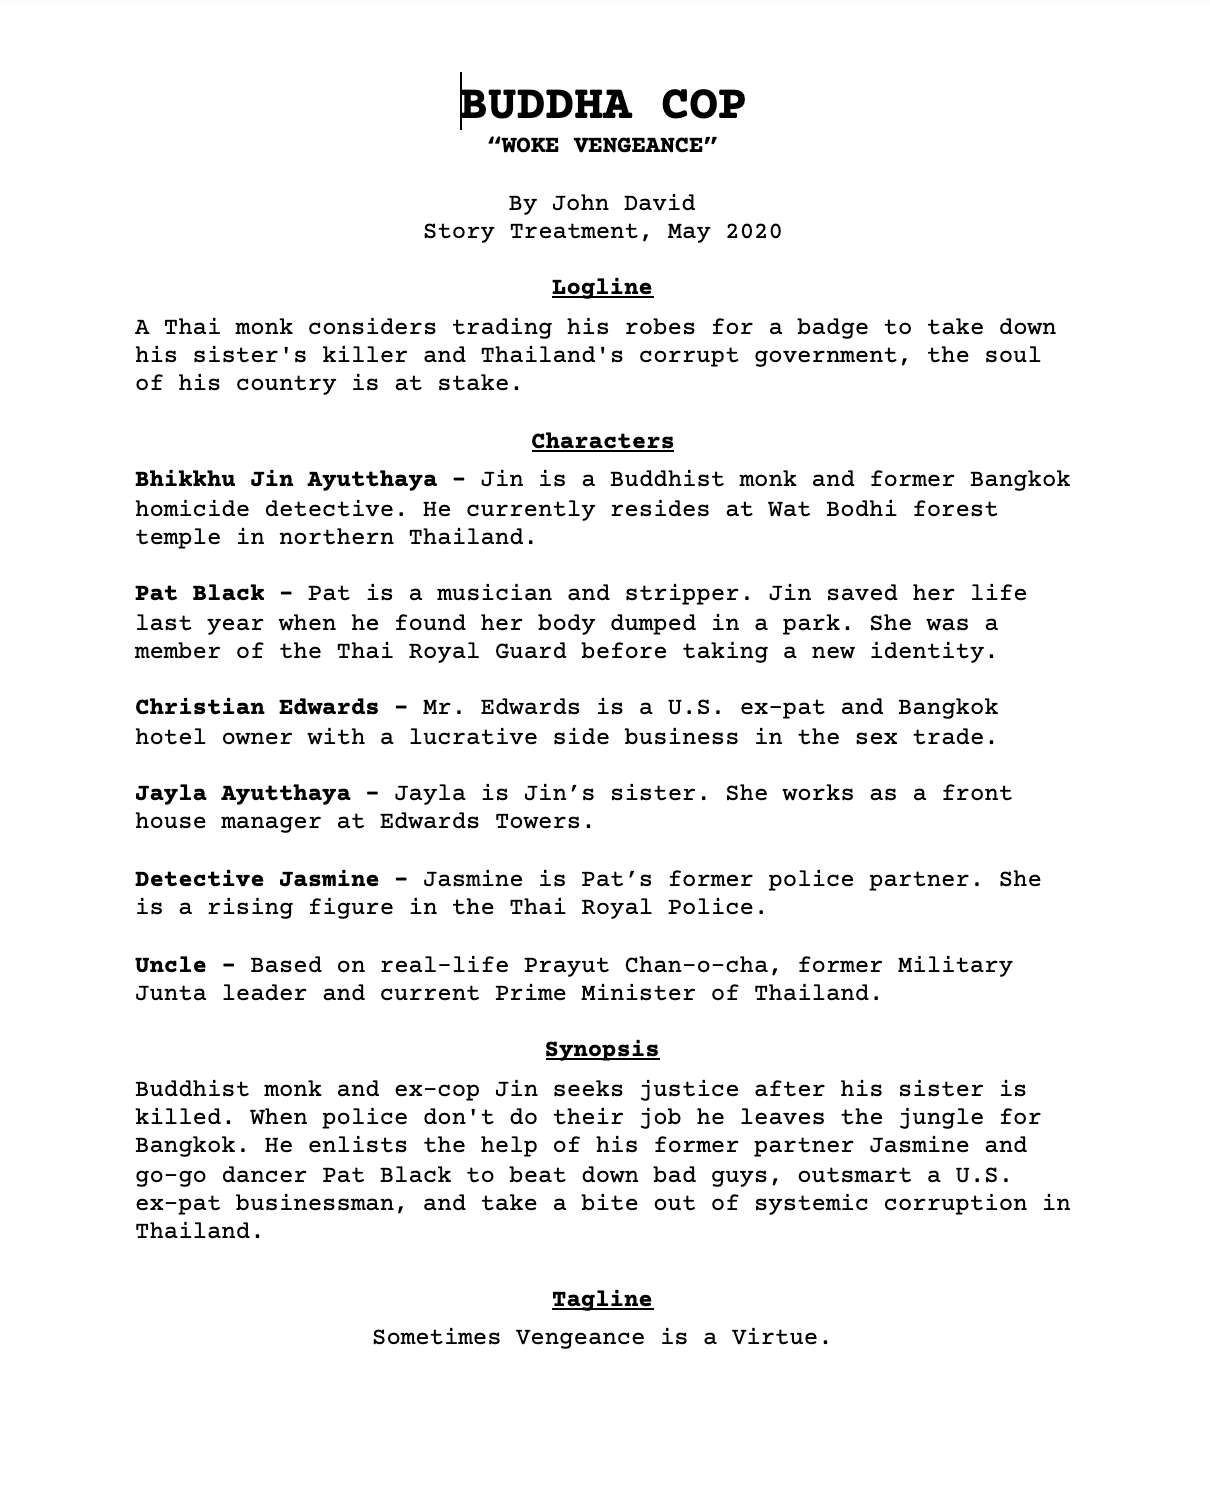 BUDDHA COP
“WOKE VENGEANCE”
By John David
Story Treatment, May 2020
Logline
A Thai monk considers trading his robes for a badge to take down
his sister's killer and Thailand's corrupt government, the soul
of his country is at stake.
Characters
Bhikkhu Jin Ayutthaya – Jin is a Buddhist monk and former Bangkok
homicide detective. He currently resides at Wat Bodhi forest
temple in northern Thailand.
Pat Black – Pat is a musician and stripper. Jin saved her life
last year when he found her body dumped in a park. She was a
member of the Thai Royal Guard before taking a new identity.
Christian Edwards – Mr. Edwards is a U.S. ex-pat and Bangkok
hotel owner with a lucrative side business in the sex trade.
Jayla Ayutthaya – Jayla is Jin’s sister. She works as a front
house manager at Edwards Towers.
Detective Jasmine – Jasmine is Pat’s former police partner. She
is a rising figure in the Thai Royal Police.
Uncle – Based on real-life Prayut Chan-o-cha, former Military
Junta leader and current Prime Minister of Thailand.
Synopsis
Buddhist monk and ex-cop Jin seeks justice after his sister is
killed. When police don't do their job he leaves the jungle for
Bangkok. He enlists the help of his former partner Jasmine and
go-go dancer Pat Black to beat down bad guys, outsmart a U.S.
ex-pat businessman, and take a bite out of systemic corruption in
Thailand.
Tagline
Sometimes Vengeance is a Virtue.